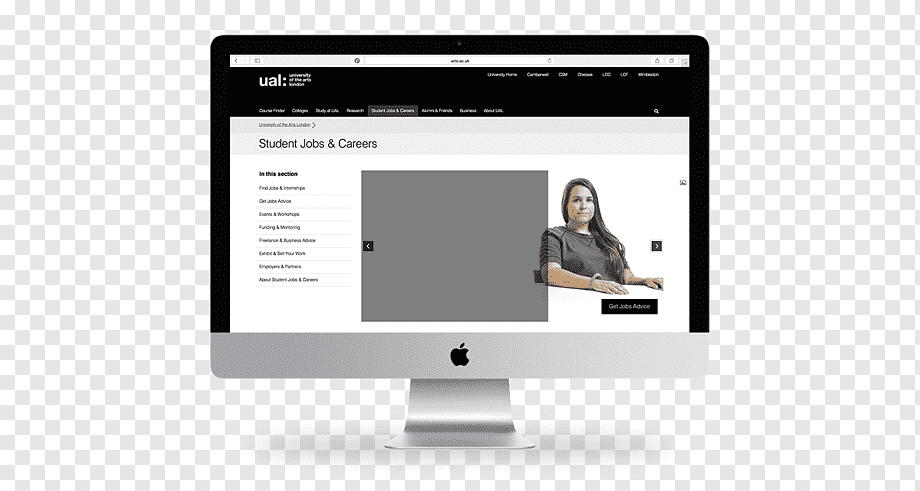 arts.ac.uk
ual: university of the arts london
University Home Camberwell CSM Chelsea LCC LCF Wimbledon
Course Finder Colleges Study at UAL Research Student Jobs & Careers Alumni & Friends Business About UAL
University of the Arts London
Student Jobs & Careers
In this section
Find Jobs & Internships
Get Jobs Advice
Events & Workshops
Funding & Mentoring
Freelance & Business Advice
Exhibit & Sell Your Work
Employers & Partners
About Student Jobs & Careers
Get Jobs Advice